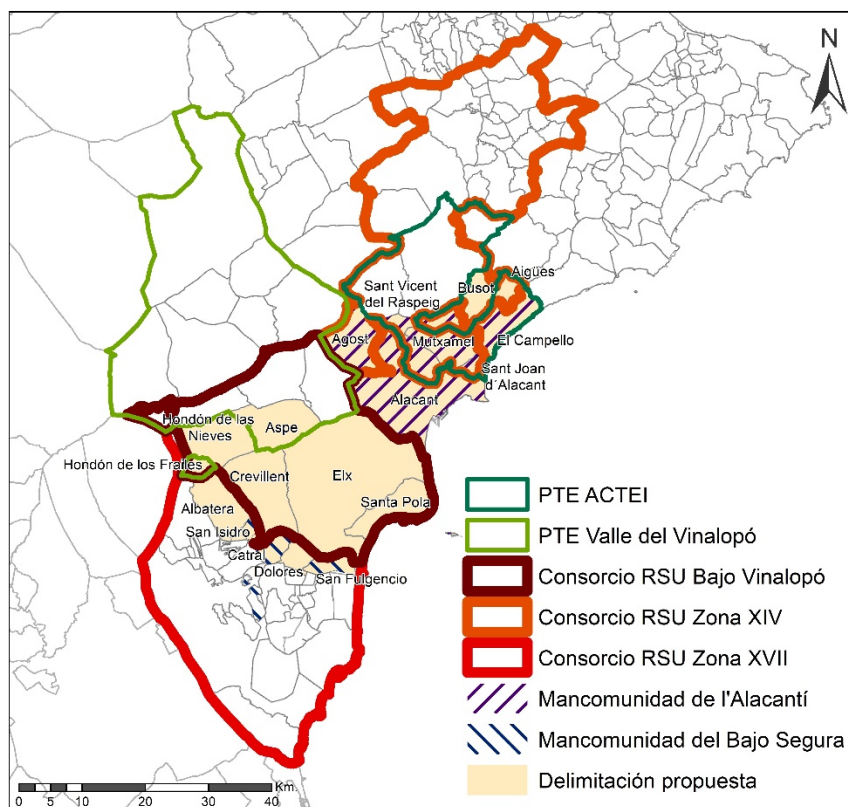 N
Sant Vicent
del Raspeig
Busot
Aigües
Agost
Mutxamel
El Campello
Sant Joan
d´Alacant
Alacant
Hondón de las
Nieves
Aspe
Hondón de los Frailes
Crevillent
Elx
Albatera
Santa Pola
San Isidro
Catral
Dolores
San Fulgencio
PTE ACTEI
PTE Valle del Vinalopó
Consorcio RSU Bajo Vinalopó
Consorcio RSU Zona XIV
Consorcio RSU Zona XVII
Mancomunidad de l'Alacantí
Mancomunidad del Bajo Segura
Delimitación propuesta
0 5 10 20 30 40 Km.